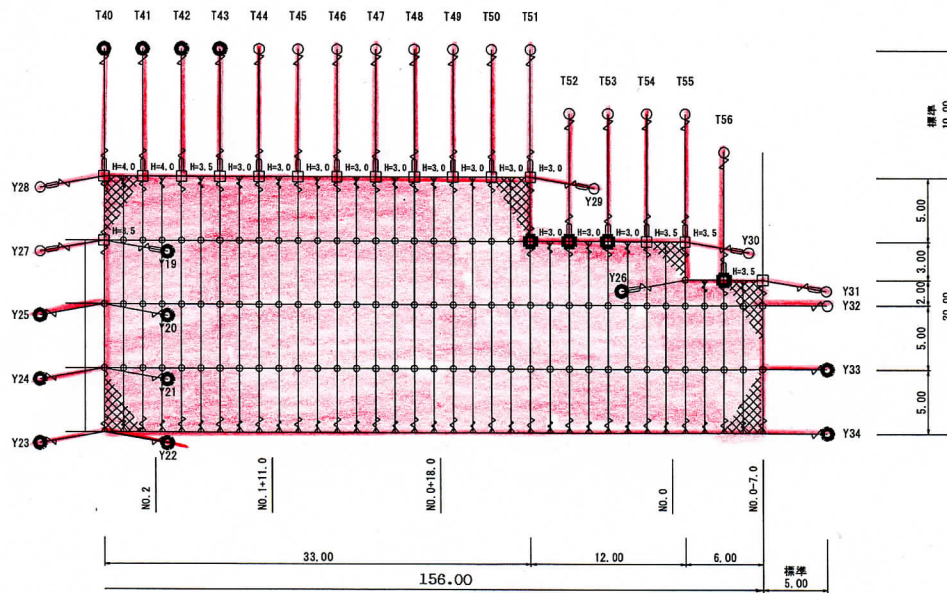 T40 T41 T42 T43 T44 T45 T46 T47 T48 T49 T50 T51
T52 T53 T54 T55
T56
標準
10.00
H=4.0 H=4.0 H=3.5 H=3.0 H=3.0 H=3.0 H=3.0 H=3.0 H=3.0 H=3.0 H=3.0 H=3.0
Y28
Y29
5.00
H=3.5
H=3.0 H=3.0 H=3.0 H=3.5 H=3.5
Y27
Y19
Y30
3.00
Y26
H=3.5
Y31
2.00
Y25
Y20
Y32
5.00
Y24
Y21
Y33
5.00
Y23
Y22
Y34
NO.2
NO.1+11.0
NO.0+18.0
NO.0
NO.0-7.0
33.00
12.00
6.00
標準
5.00
156.00